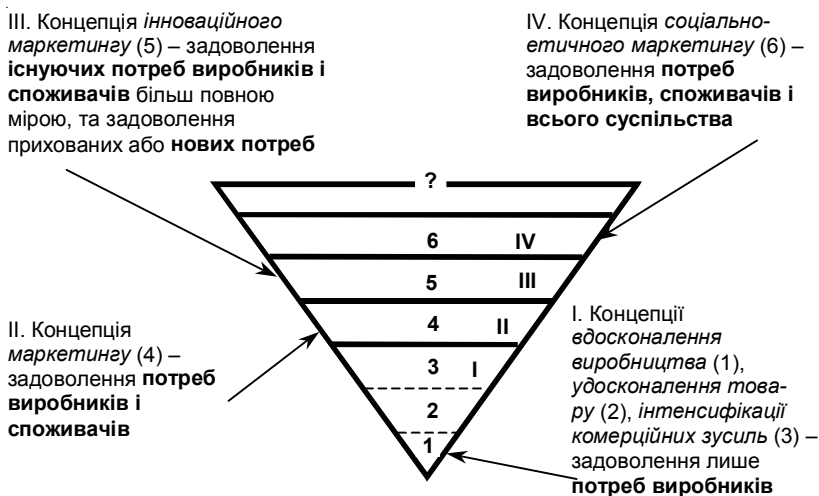 III. Концепція інноваційного
маркетингу (5) – задоволення
існуючих потреб виробників і
споживачів більш повною
мірою, та задоволення
прихованих або нових потреб
IV. Концепція соціально-
етичного маркетингу (6) –
задоволення потреб
виробників, споживачів і
всього суспільства
?
6 IV
5 III
4 II
3 I
2
1
II. Концепція
маркетингу (4) –
задоволення потреб
виробників і
споживачів
I. Концепції
вдосконалення
виробництва (1),
удосконалення това-
ру (2), інтенсифікації
комерційних зусиль (3) –
задоволення лише
потреб виробників